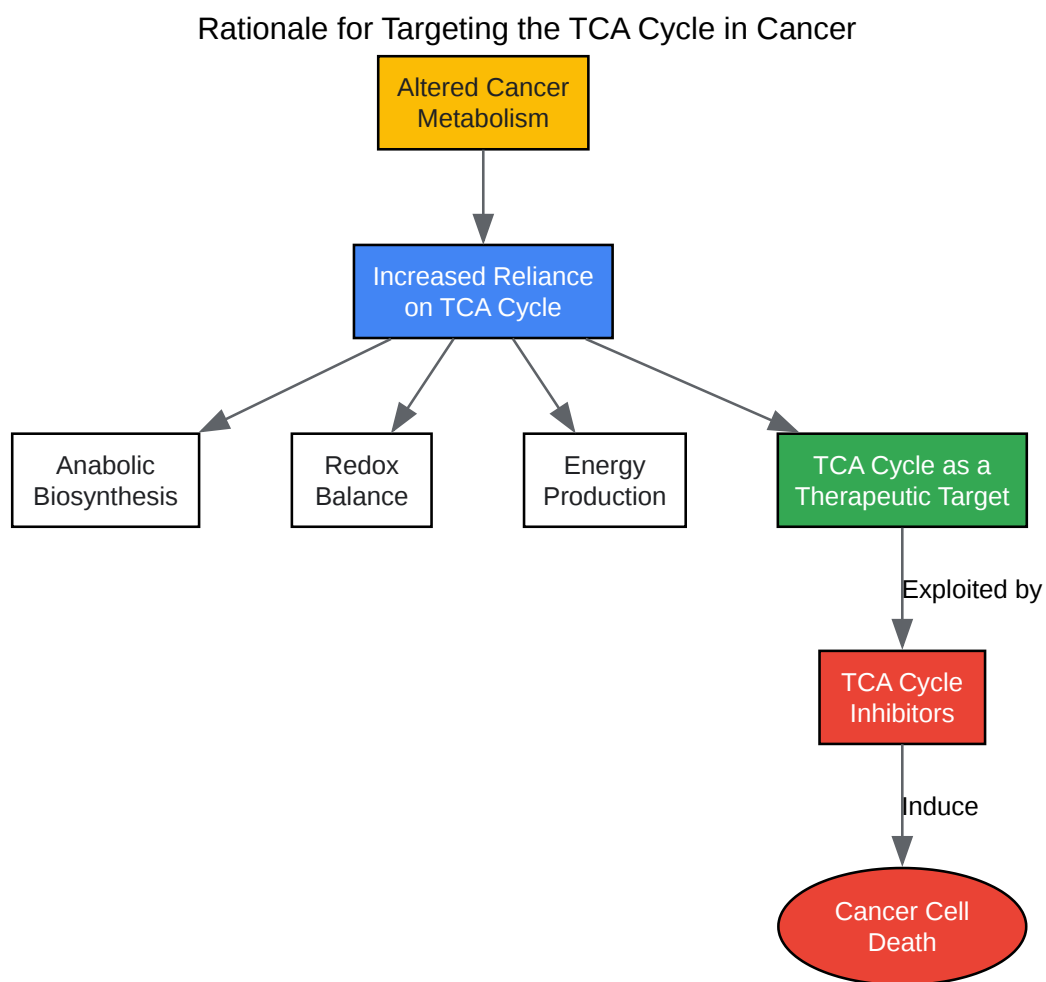 Rationale for Targeting the TCA Cycle in Cancer
Altered Cancer
Metabolism
Increased Reliance
on TCA Cycle
Anabolic
Biosynthesis
Redox
Balance
Energy
Production
TCA Cycle as a
Therapeutic Target
Exploited by
TCA Cycle
Inhibitors
Induce
Cancer Cell
Death